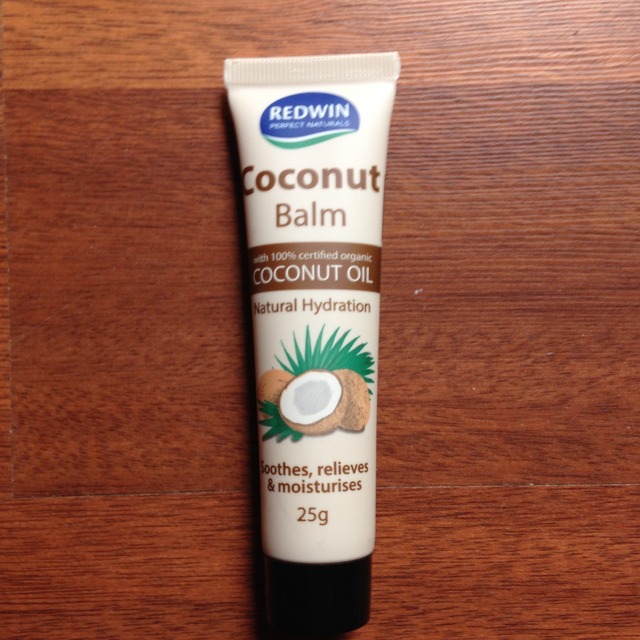 REDWIN
PERFECT NATURALS
Coconut
Balm
with 100% certified organic
COCONUT OIL
Natural Hydration
Soothes, relieves
& moisturises
25g